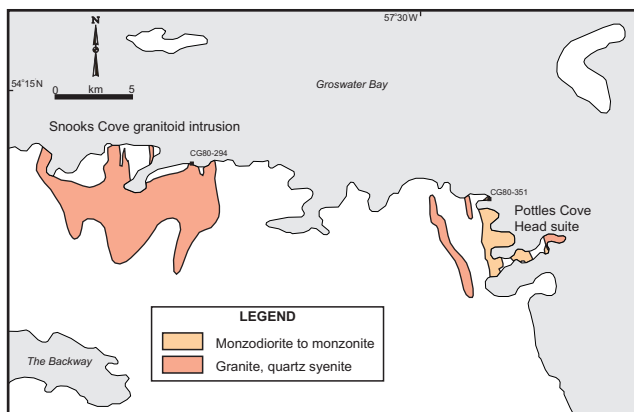 57°30 W
N
54°15 N
0 km 5
Groswater Bay
Snooks Cove granitoid intrusion
CG80-294
CG80-351
Pottles Cove
Head suite
LEGEND
Monzodiorite to monzonite
Granite, quartz syenite
The Backway